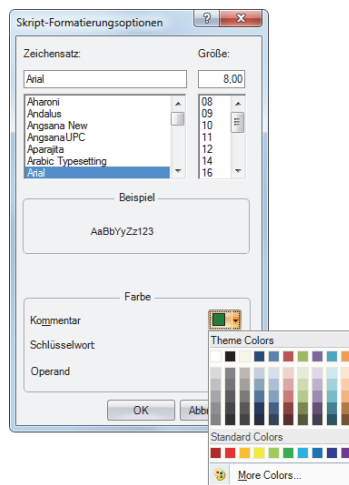 Skript-Formatierungsoptionen
Zeichensatz:
Größe:
Arial
8,00
Aharoni
Andalus
Angsana New
AngsanaUPC
Aparajita
Arabic Typesetting
Arial
08
09
10
11
12
14
16
Beispiel
AaBbYyZz123
Farbe
Kommentar
Schlüsselwort
Operand
Theme Colors
Standard Colors
More Colors...
OK